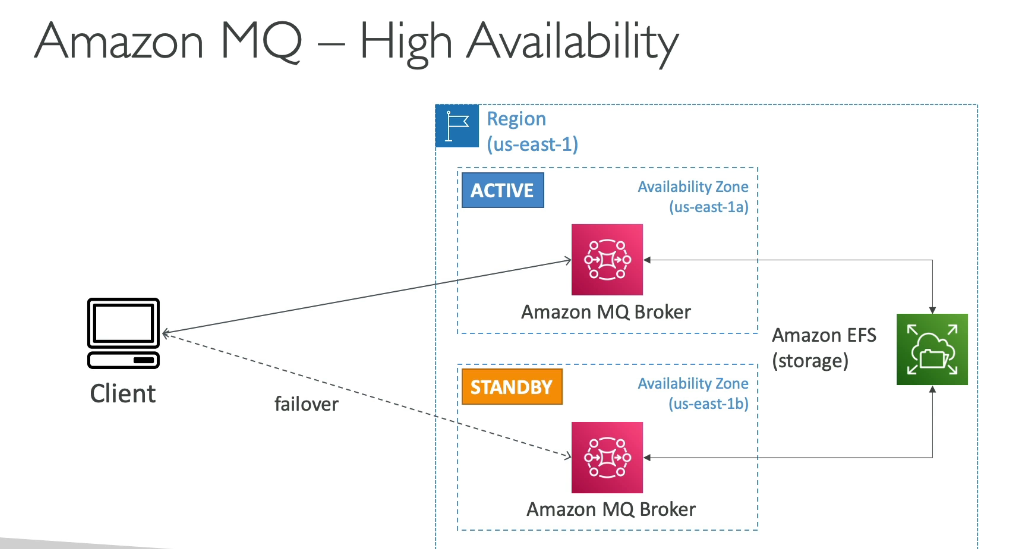 Amazon MQ – High Availability
Region
(us-east-1)
ACTIVE
Availability Zone
(us-east-1a)
Amazon MQ Broker
Amazon EFS
(storage)
Client
failover
STANDBY
Availability Zone
(us-east-1b)
Amazon MQ Broker